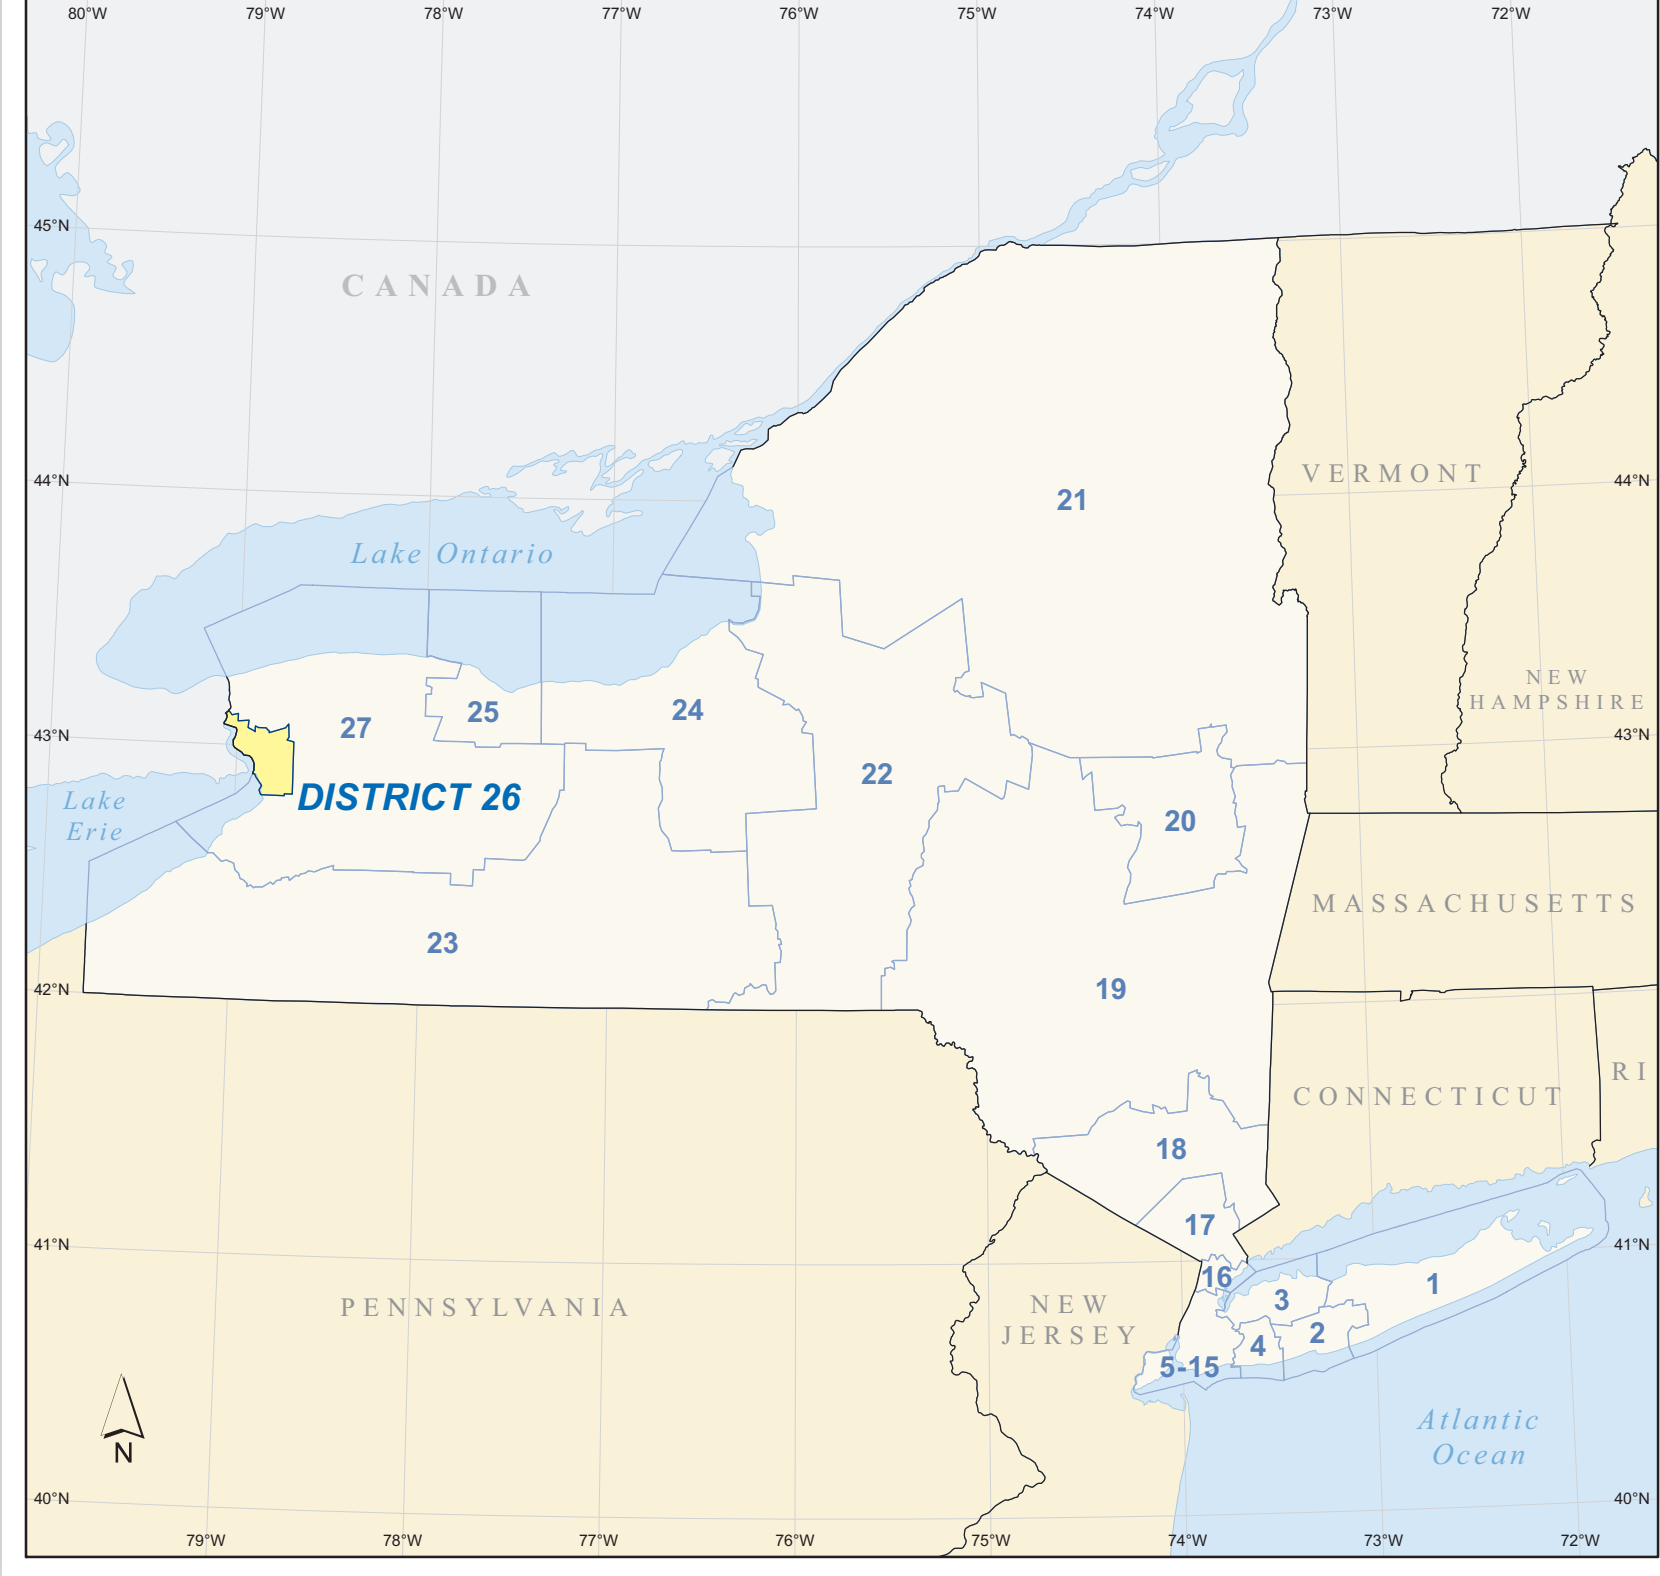 80°W 79°W 78°W 77°W 76°W 75°W 74°W 73°W 72°W
45°N
CANADA
44°N
VERMONT
44°N
21
Lake Ontario
NEW
HAMPSHIRE
27
25
24
43°N
43°N
22
DISTRICT 26
Lake
Erie
20
MASSACHUSETTS
23
42°N
19
RI
CONNECTICUT
18
17
41°N
41°N
16
1
3
PENNSYLVANIA
NEW
JERSEY
2
4
5-15
Atlantic
Ocean
N
40°N
40°N
79°W 78°W 77°W 76°W 75°W 74°W 73°W 72°W